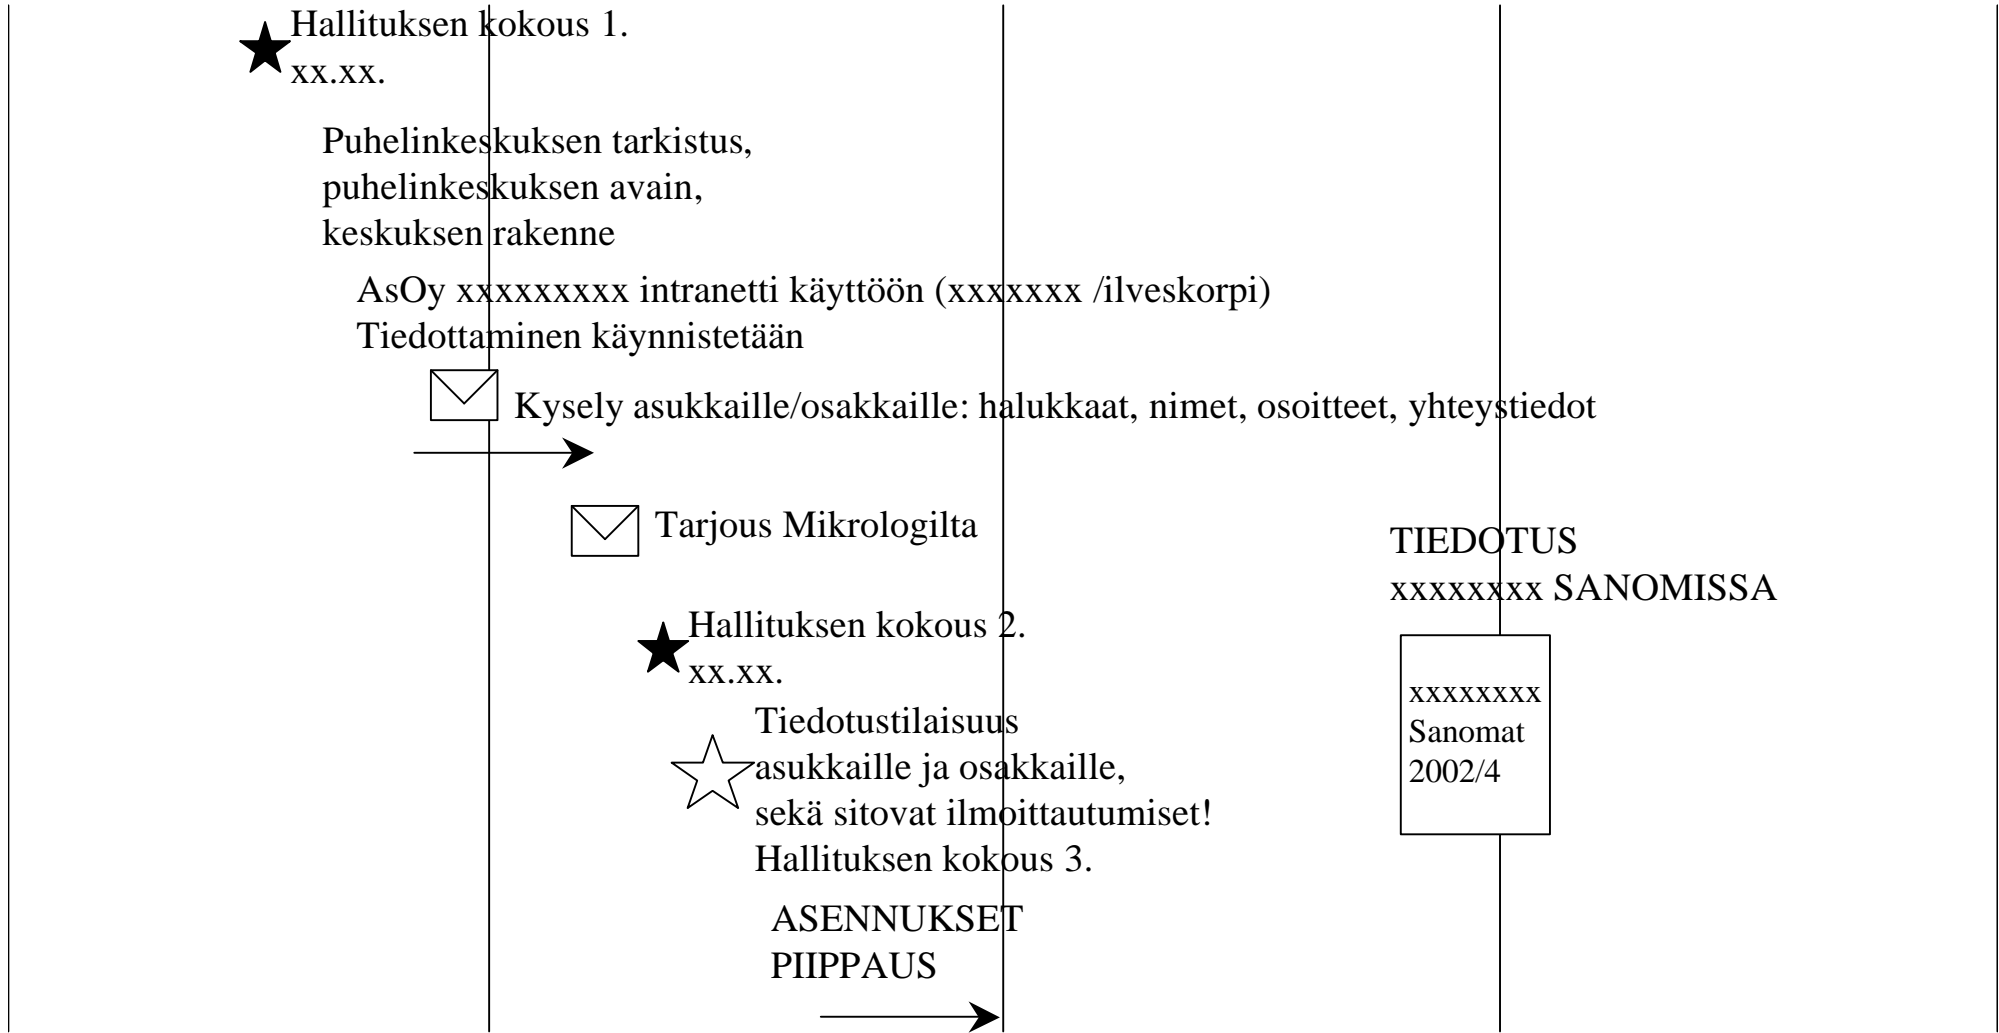 Hallituksen kokous 1.
xx.xx.
Puhelinkeskuksen tarkistus,
puhelinkeskuksen avain,
keskuksen rakenne
AsOy xxxxxxxxx intranetti käyttöön (xxxxxxx /ilveskorpi)
Tiedottaminen käynnistetään
Kysely asukkaille/osakkaille: halukkaat, nimet, osoitteet, yhteystiedot
Tarjous Mikrologilta
TIEDOTUS
xxxxxxxx SANOMISSA
Hallituksen kokous 2.
xx.xx.
xxxxxxxx
Sanomat
2002/4
Tiedotustilaisuus
asukkaille ja osakkaille,
sekä sitovat ilmoittautumiset!
Hallituksen kokous 3.
ASENNUKSET
PIIPPAUS